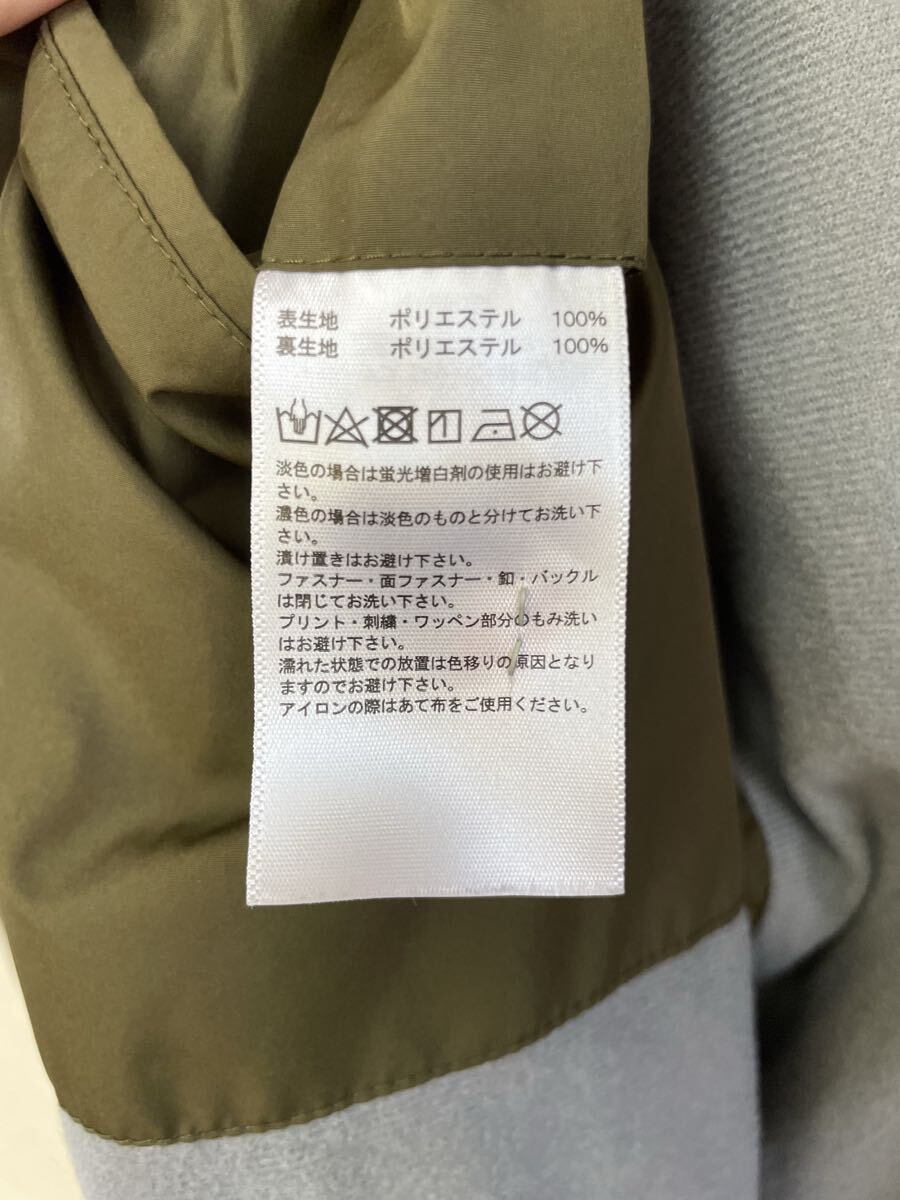 表生地 ポリエステル 100%
裏生地 ポリエステル 100%
淡色の場合は蛍光増白剤の使用はお避け下
さい。
濃色の場合は淡色のものと分けてお洗い下
さい。
漬け置きはお避け下さい。
ファスナー・面ファスナー・釦・バックル
は閉じてお洗い下さい。
プリント・刺繍・ワッペン部分のもみ洗い
はお避け下さい。
濡れた状態での放置は色移りの原因となり
ますのでお避け下さい。
アイロンの際はあて布をご使用ください。